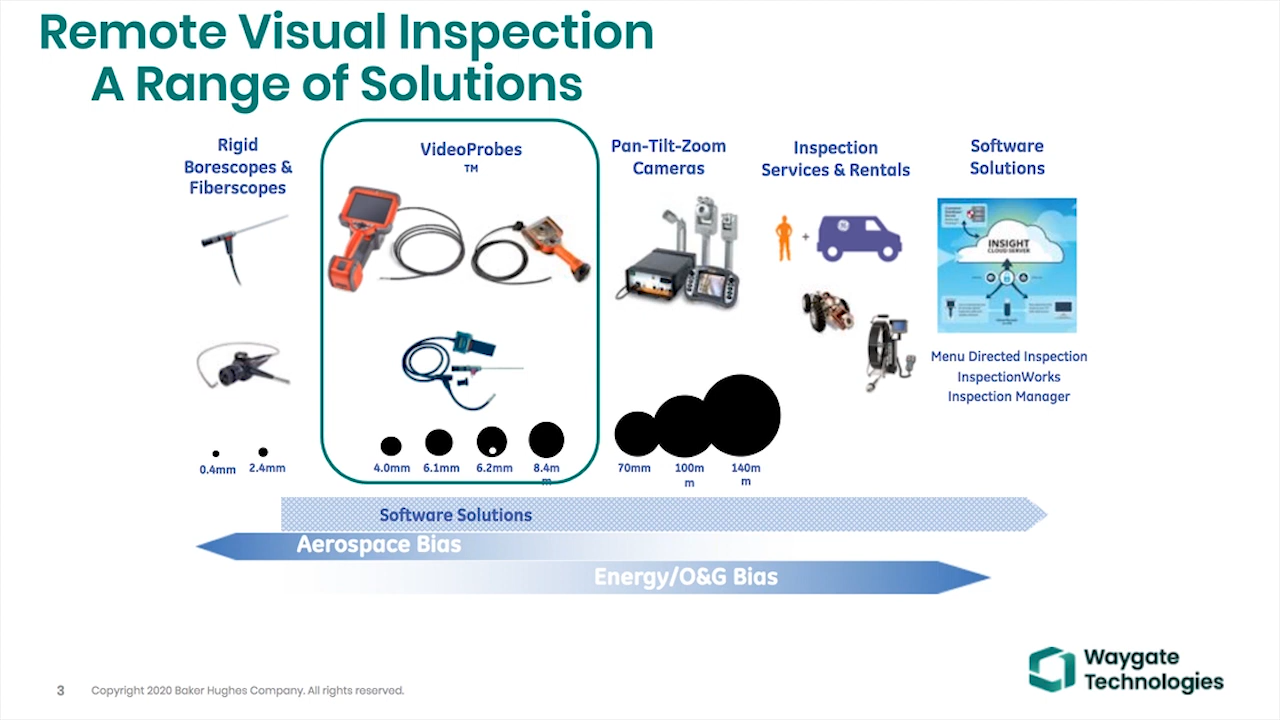 Remote Visual Inspection
A Range of Solutions
Rigid
Borescopes &
Fiberscopes
VideoProbes
™
Pan-Tilt-Zoom
Cameras
Inspection
Services & Rentals
Software
Solutions
+
INSIGHT
CLOUD SERVER
Menu Directed Inspection
InspectionWorks
Inspection Manager
0.4mm
2.4mm
4.0mm
6.1mm
6.2mm
8.4m
m
70mm
100m
m
140m
m
Software Solutions
Aerospace Bias
Energy/O&G Bias
3
Copyright 2020 Baker Hughes Company. All rights reserved.
Waygate
Technologies